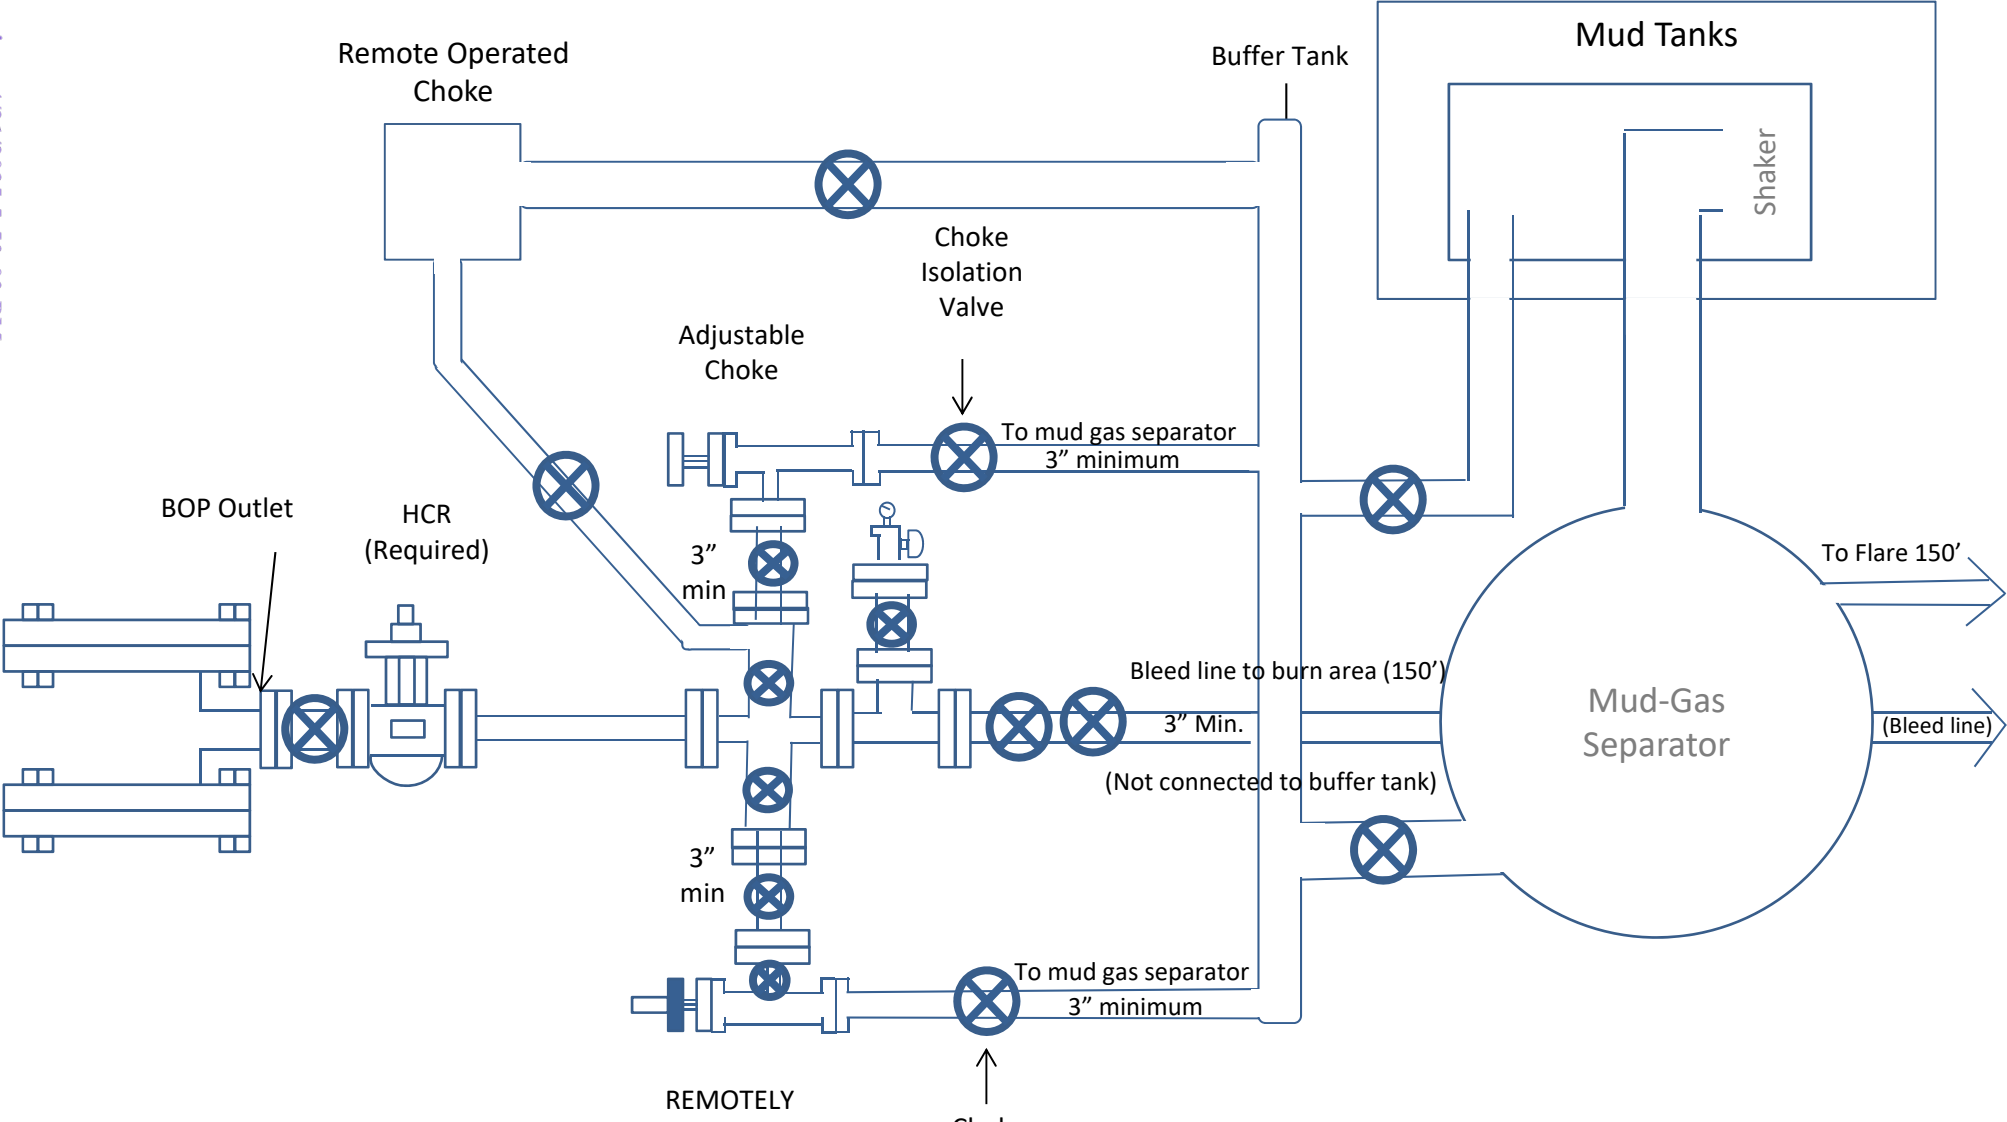 Mud Tanks
Remote Operated
Choke
Buffer Tank
Shaker
Choke
Isolation
Valve
Adjustable
Choke
To mud gas separator
3” minimum
BOP Outlet
HCR
(Required)
3”
min
To Flare 150’
Bleed line to burn area (150’)
3” Min.
(Not connected to buffer tank)
Mud-Gas
Separator
(Bleed line)
3”
min
To mud gas separator
3” minimum
REMOTELY